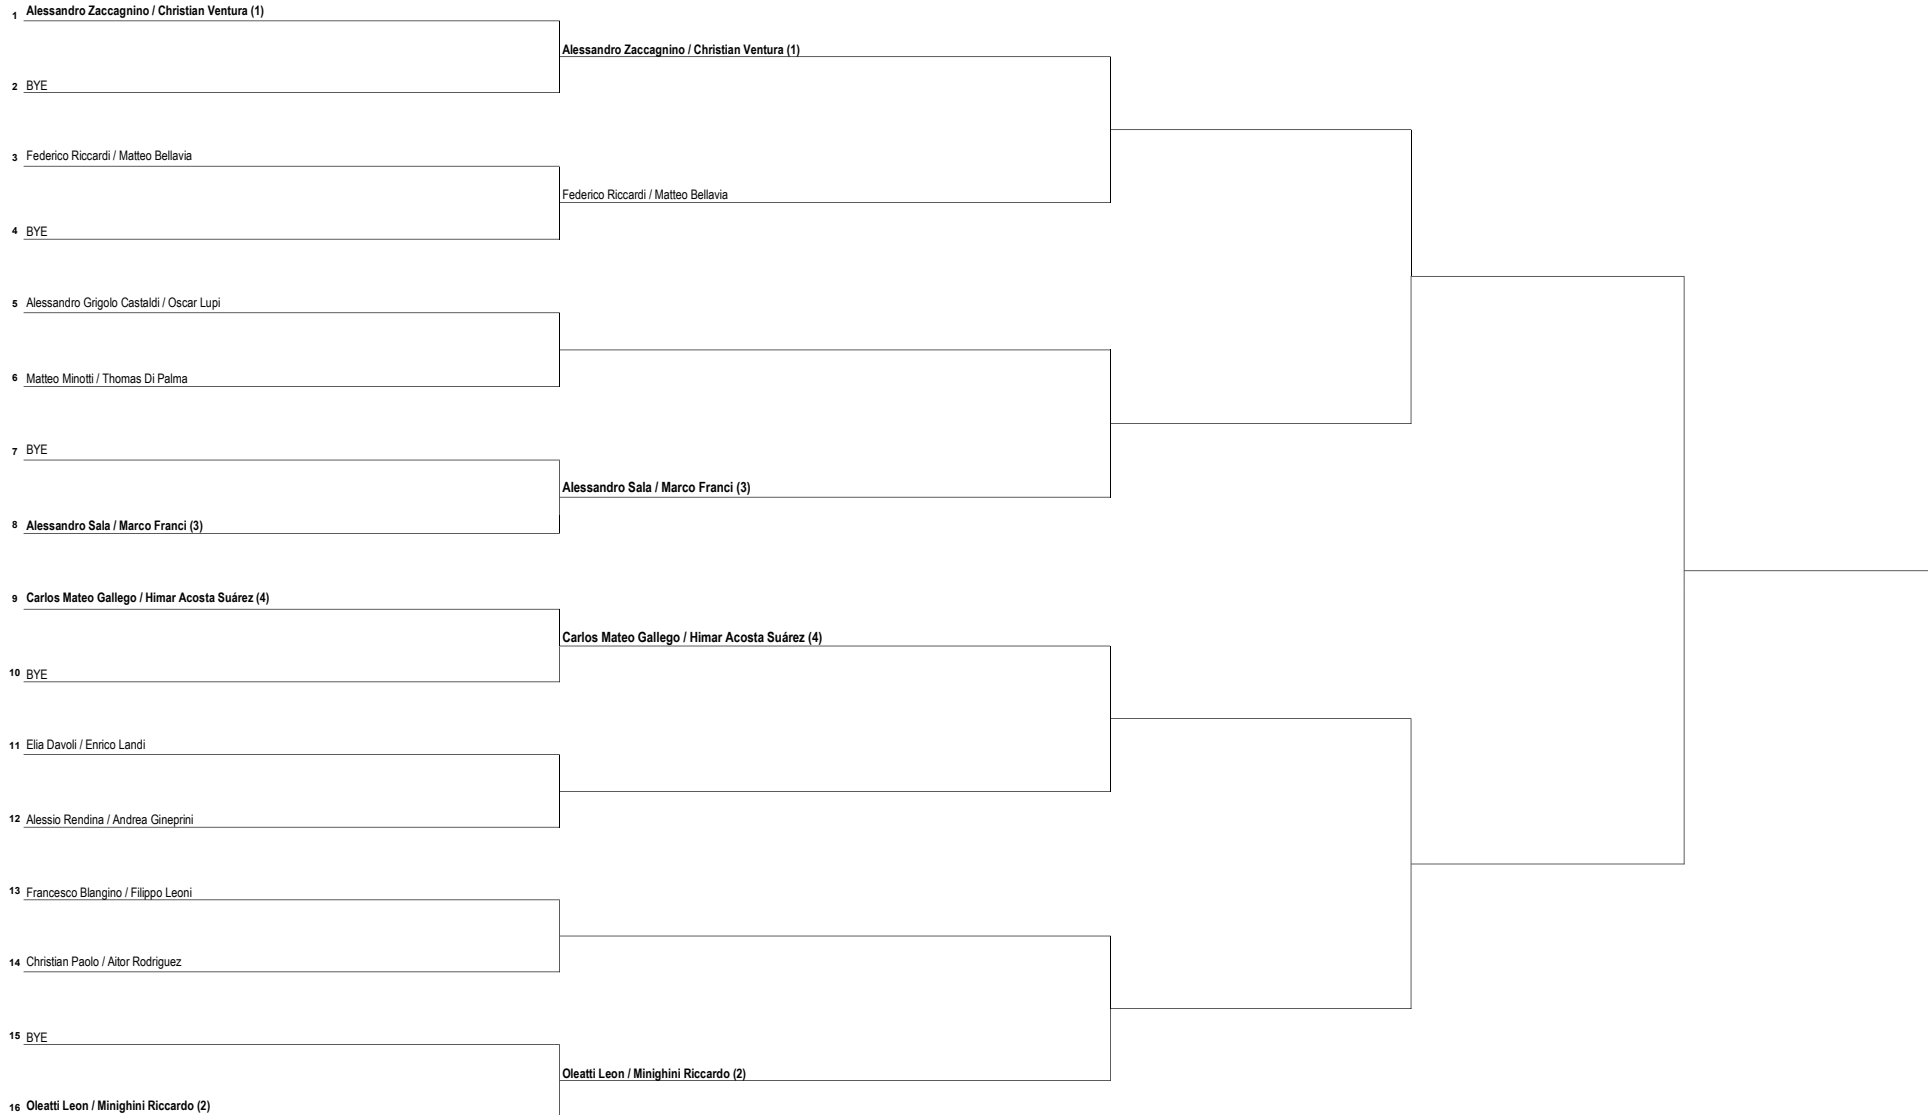 1 Alessandro Zaccagnino / Christian Ventura (1)
Alessandro Zaccagnino / Christian Ventura (1)
2 BYE
3 Federico Riccardi / Matteo Bellavia
Federico Riccardi / Matteo Bellavia
4 BYE
5 Alessandro Grigolo Castaldi / Oscar Lupi
6 Matteo Minotti / Thomas Di Palma
7 BYE
Alessandro Sala / Marco Franci (3)
8 Alessandro Sala / Marco Franci (3)
9 Carlos Mateo Gallego / Himar Acosta Suárez (4)
Carlos Mateo Gallego / Himar Acosta Suárez (4)
10 BYE
11 Elia Davoli / Enrico Landi
12 Alessio Rendina / Andrea Gineprini
13 Francesco Blangino / Filippo Leoni
14 Christian Paolo / Aitor Rodriguez
15 BYE
Oleatti Leon / Minighini Riccardo (2)
16 Oleatti Leon / Minighini Riccardo (2)